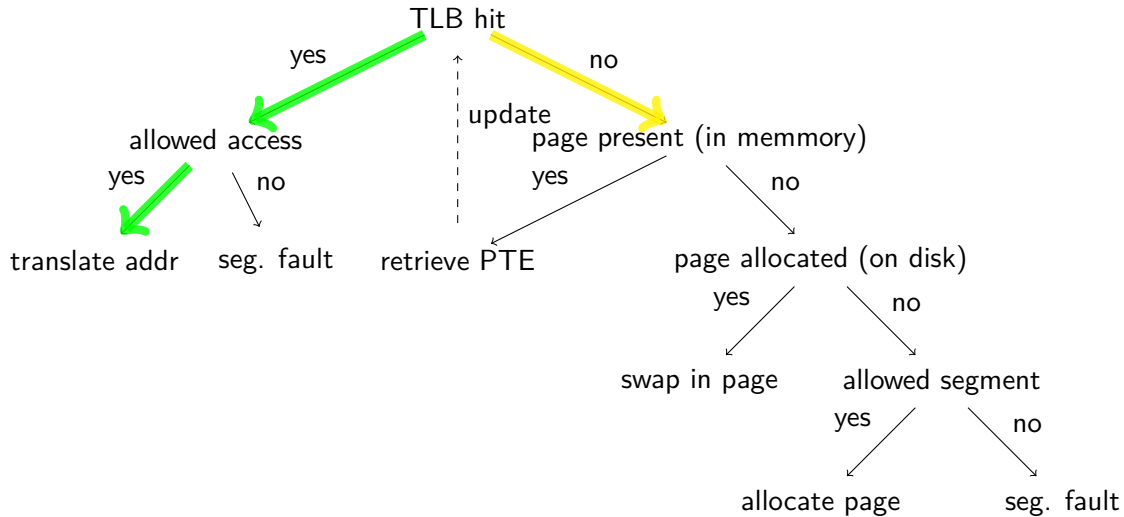 TLB hit
yes
no
update
allowed access
page present (in memmory)
yes
no
yes
no
translate addr
seg. fault
retrieve PTE
page allocated (on disk)
yes
no
swap in page
allowed segment
yes
no
allocate page
seg. fault